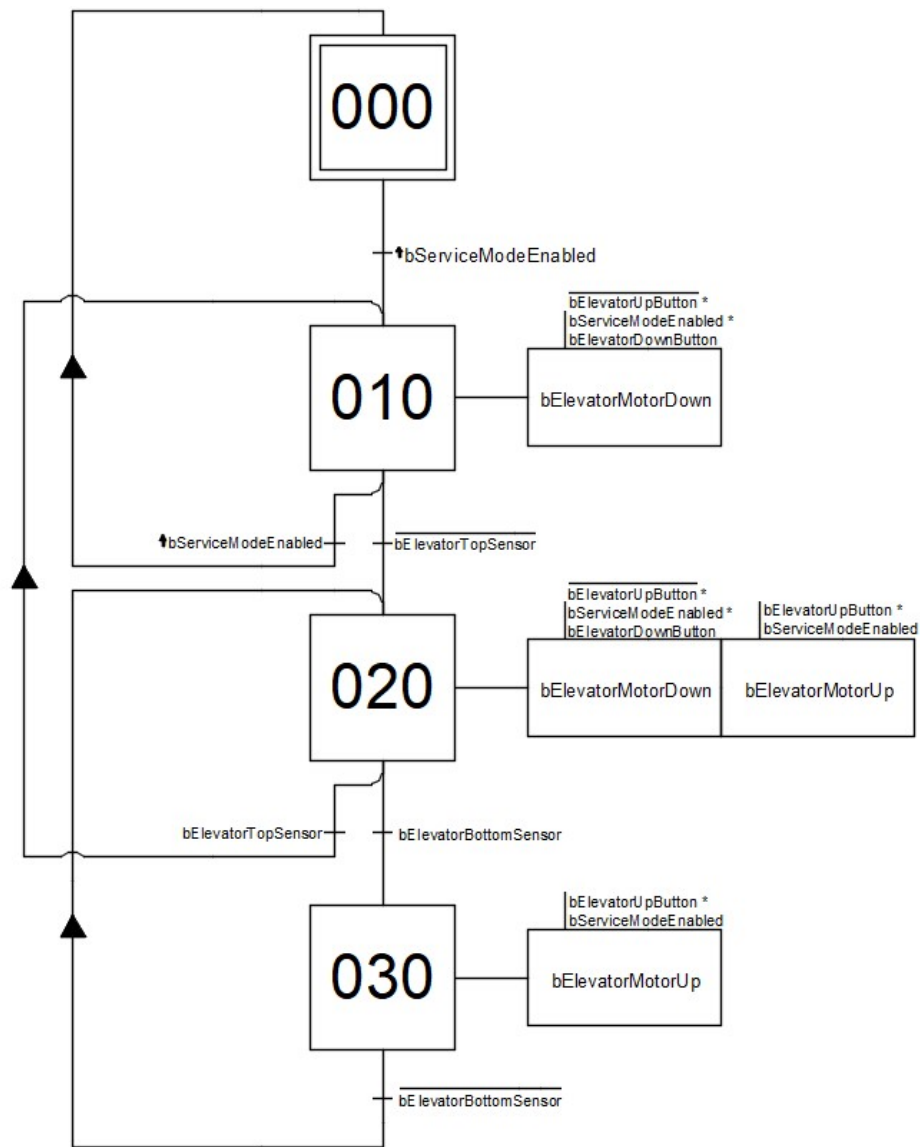 000
↑bServiceModeEnabled
bElevatorUpButton *
bServiceModeEnabled *
bElevatorDownButton
010
bElevatorMotorDown
↑bServiceModeEnabled
bElevatorTopSensor
bElevatorUpButton *
bServiceModeEnabled *
bElevatorDownButton
bElevatorUpButton *
bServiceModeEnabled
020
bElevatorMotorDown
bElevatorMotorUp
bElevatorTopSensor
bElevatorBottomSensor
bElevatorUpButton *
bServiceModeEnabled
030
bElevatorMotorUp
bElevatorBottomSensor